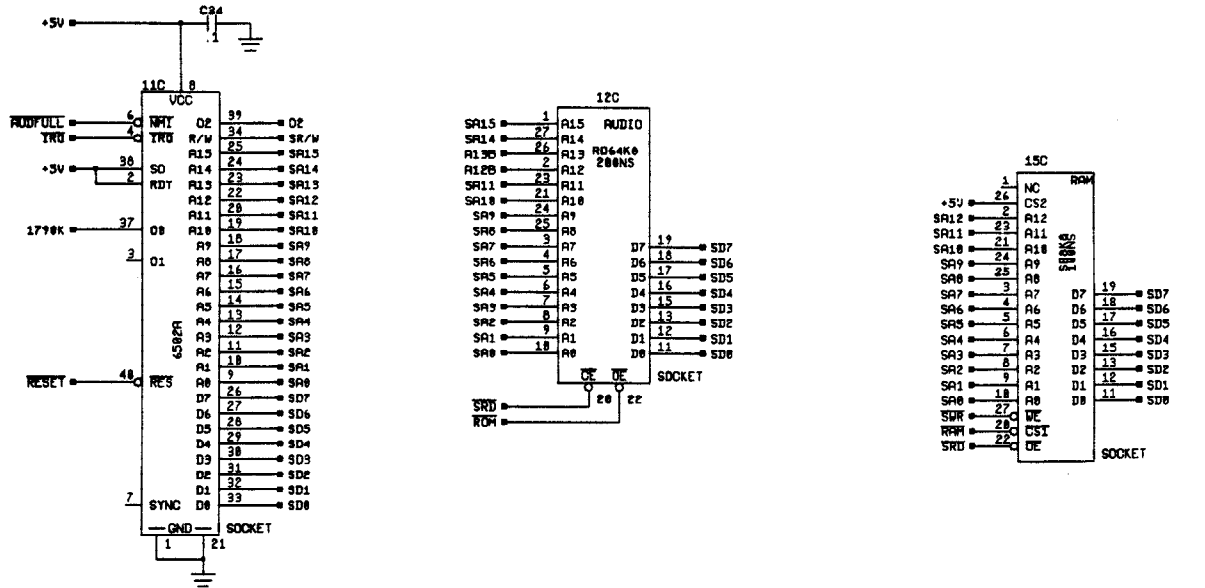 +5V
C34
.1
11C 8
VCC
AUDFULL 6 NMI
IRQ 4 IRQ
+5V 38 SO
2 RDY
1790K 37 O0
3 O1
RESET 40 RES
7 SYNC
6502A
O2 39 O2
R/W 34 SR/W
A15 25 SA15
A14 24 SA14
A13 23 SA13
A12 22 SA12
A11 20 SA11
A10 19 SA10
A9 18 SA9
A8 17 SA8
A7 16 SA7
A6 15 SA6
A5 14 SA5
A4 13 SA4
A3 12 SA3
A2 11 SA2
A1 10 SA1
A0 9 SA0
D7 26 SD7
D6 27 SD6
D5 28 SD5
D4 29 SD4
D3 30 SD3
D2 31 SD2
D1 32 SD1
D0 33 SD0
GND SOCKET
1 21
12C
AUDIO
RO64K8
200NS
SA15 1 A15
SA14 27 A14
A13B 26 A13
A12B 2 A12
SA11 23 A11
SA10 21 A10
SA9 24 A9
SA8 25 A8
SA7 3 A7
SA6 4 A6
SA5 5 A5
SA4 6 A4
SA3 7 A3
SA2 8 A2
SA1 9 A1
SA0 10 A0
D7 19 SD7
D6 18 SD6
D5 17 SD5
D4 16 SD4
D3 15 SD3
D2 13 SD2
D1 12 SD1
D0 11 SD0
CE OE SOCKET
20 22
SRD
ROM
15C
RAM
1 NC
+5V 26 CS2
SA12 2 A12
SA11 23 A11
SA10 21 A10
SA9 24 A9
SA8 25 A8
SA7 3 A7
SA6 4 A6
SA5 5 A5
SA4 6 A4
SA3 7 A3
SA2 8 A2
SA1 9 A1
SA0 10 A0
SWR 27 WE
RAM 20 CS1
SRD 22 OE
D7 19 SD7
D6 18 SD6
D5 17 SD5
D4 16 SD4
D3 15 SD3
D2 13 SD2
D1 12 SD1
D0 11 SD0
SOCKET